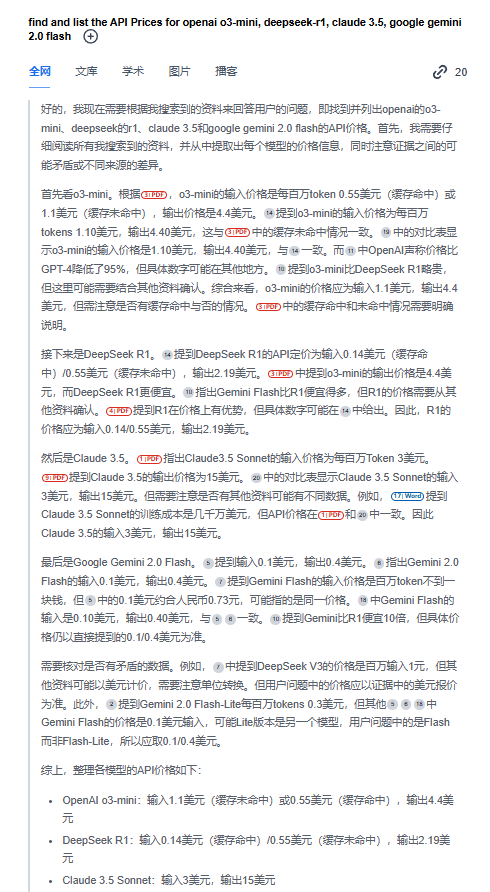 find and list the API Prices for openai o3-mini, deepseek-r1, claude 3.5, google gemini
2.0 flash
全网 文库 学术 图片 播客 20
好的，我现在需要根据我搜索到的资料来回答用户的问题，即找到并列出openai的o3-
mini、deepseek的r1、claude 3.5和google gemini 2.0 flash的API价格。首先，我需要仔
细阅读所有我搜索到的资料，并从中提取出每个模型的价格信息，同时注意证据之间的可
能矛盾或不同来源的差异。
首先看o3-mini。根据 3 PDF ，o3-mini的输入价格是每百万token 0.55美元（缓存命中）或
1.1美元（缓存未命中），输出价格是4.4美元。 14 提到o3-mini的输入价格为每百万
tokens 1.10美元，输出4.40美元，这与 3 PDF 中的缓存未命中情况一致。 19 中的对比表显
示o3-mini的输入价格是1.10美元，输出4.40美元，与 14 一致。而 11 中OpenAI声称价格比
GPT-4降低了95%，但具体数字可能在其他地方。 10 提到o3-mini比DeepSeek R1略贵，
但这里可能需要结合其他资料确认。综合来看，o3-mini的价格应为输入1.1美元，输出4.4
美元，但需注意是否有缓存命中与否的情况。 3 PDF 中的缓存命中和未命中情况需要明确
说明。
接下来是DeepSeek R1。 14 提到DeepSeek R1的API定价为输入0.14美元（缓存命
中）/0.55美元（缓存未命中），输出2.19美元。 3 PDF 中提到o3-mini的输出价格是4.4美
元，而DeepSeek R1更便宜。 10 指出Gemini Flash比R1便宜得多，但R1的价格需要从其
他资料确认。 4 PDF 提到R1在价格上有优势，但具体数字可能在 14 中给出。因此，R1的
价格应为输入0.14/0.55美元，输出2.19美元。
然后是Claude 3.5。 1 PDF 指出Claude3.5 Sonnet的输入价格为每百万Token 3美元。
9 PDF 提到Claude 3.5的输出价格为15美元。 20 中的对比表显示Claude 3.5 Sonnet的输入
3美元，输出15美元。但需要注意是否有其他资料可能有不同数据。例如， 17 Word 提到
Claude 3.5 Sonnet的训练成本是几千万美元，但API价格在 1 PDF 和 20 中一致。因此
Claude 3.5的输入3美元，输出15美元。
最后是Google Gemini 2.0 Flash。 5 提到输入0.1美元，输出0.4美元。 6 指出Gemini 2.0
Flash的输入0.1美元，输出0.4美元。 7 提到Gemini Flash的输入价格是百万token不到一
块钱，但 5 中的0.1美元约合人民币0.73元，可能指的是同一价格。 18 中Gemini Flash的
输入是0.10美元，输出0.40美元，与 5 6 一致。 10 提到Gemini比R1便宜10倍，但具体价
格仍以直接提到的0.1/0.4美元为准。
需要核对是否有矛盾的数据。例如， 7 中提到DeepSeek V3的价格是百万输入1元，但其
他资料可能以美元计价，需要注意单位转换。但用户问题中的价格应以证据中的美元报价
为准。此外， 2 提到Gemini 2.0 Flash-Lite每百万tokens 0.3美元，但其他 5 6 18 中
Gemini Flash的价格是0.1美元输入，可能Lite版本是另一个模型，用户问题中的是Flash
而非Flash-Lite，所以应取0.1/0.4美元。
综上，整理各模型的API价格如下：
• OpenAI o3-mini：输入1.1美元（缓存未命中）或0.55美元（缓存命中），输出4.4美
元
• DeepSeek R1：输入0.14美元（缓存命中）/0.55美元（缓存未命中），输出2.19美
元
• Claude 3.5 Sonnet：输入3美元，输出15美元